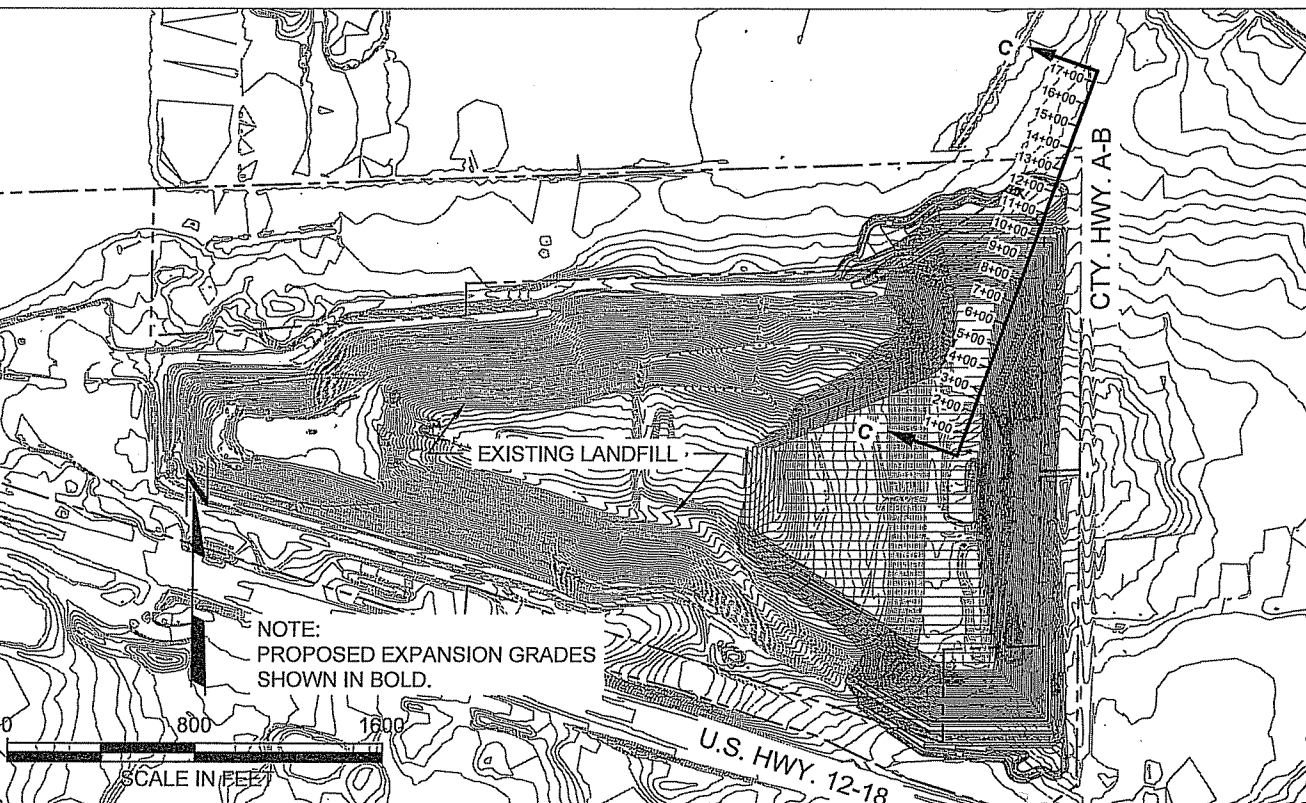 C
17+00
16+00
15+00
14+00
13+00
12+00
11+00
10+00
9+00
8+00
7+00
6+00
5+00
4+00
3+00
2+00
1+00
C
CTY. HWY. A-B
EXISTING LANDFILL
NOTE:
PROPOSED EXPANSION GRADES
SHOWN IN BOLD.
0 800 1600
SCALE IN FEET
U.S. HWY. 12-18